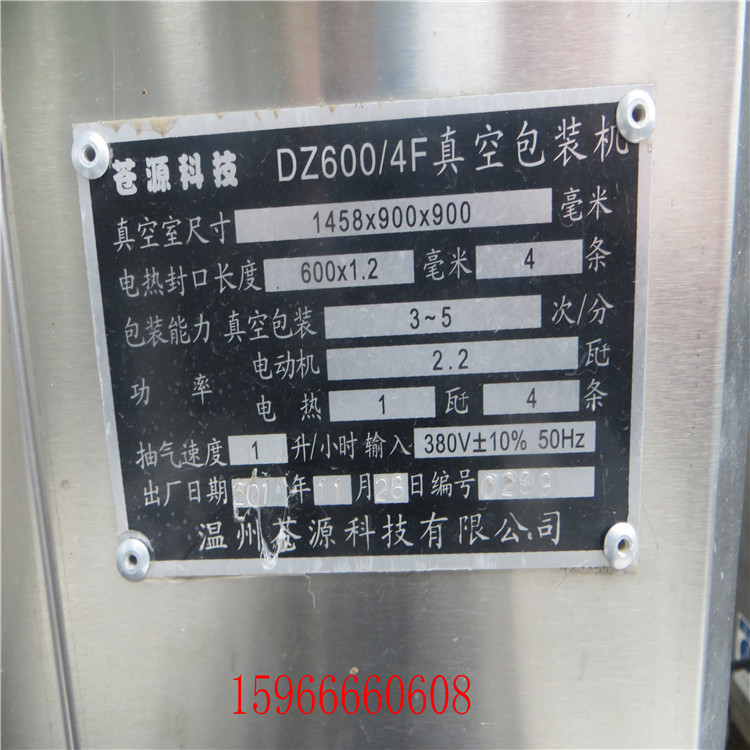 苍源科技 DZ600/4F真空包装机
真空室尺寸 1458x900x900 毫米
电热封口长度 600x1.2 毫米 4 条
包装能力 真空包装 3~5 次/分
功率 电动机 2.2 瓩
电热 1 瓩 4 条
抽气速度 1 升/小时 输入 380V±10% 50Hz
出厂日期 年 11 月 26 日 编号
温州苍源科技有限公司
15966660608